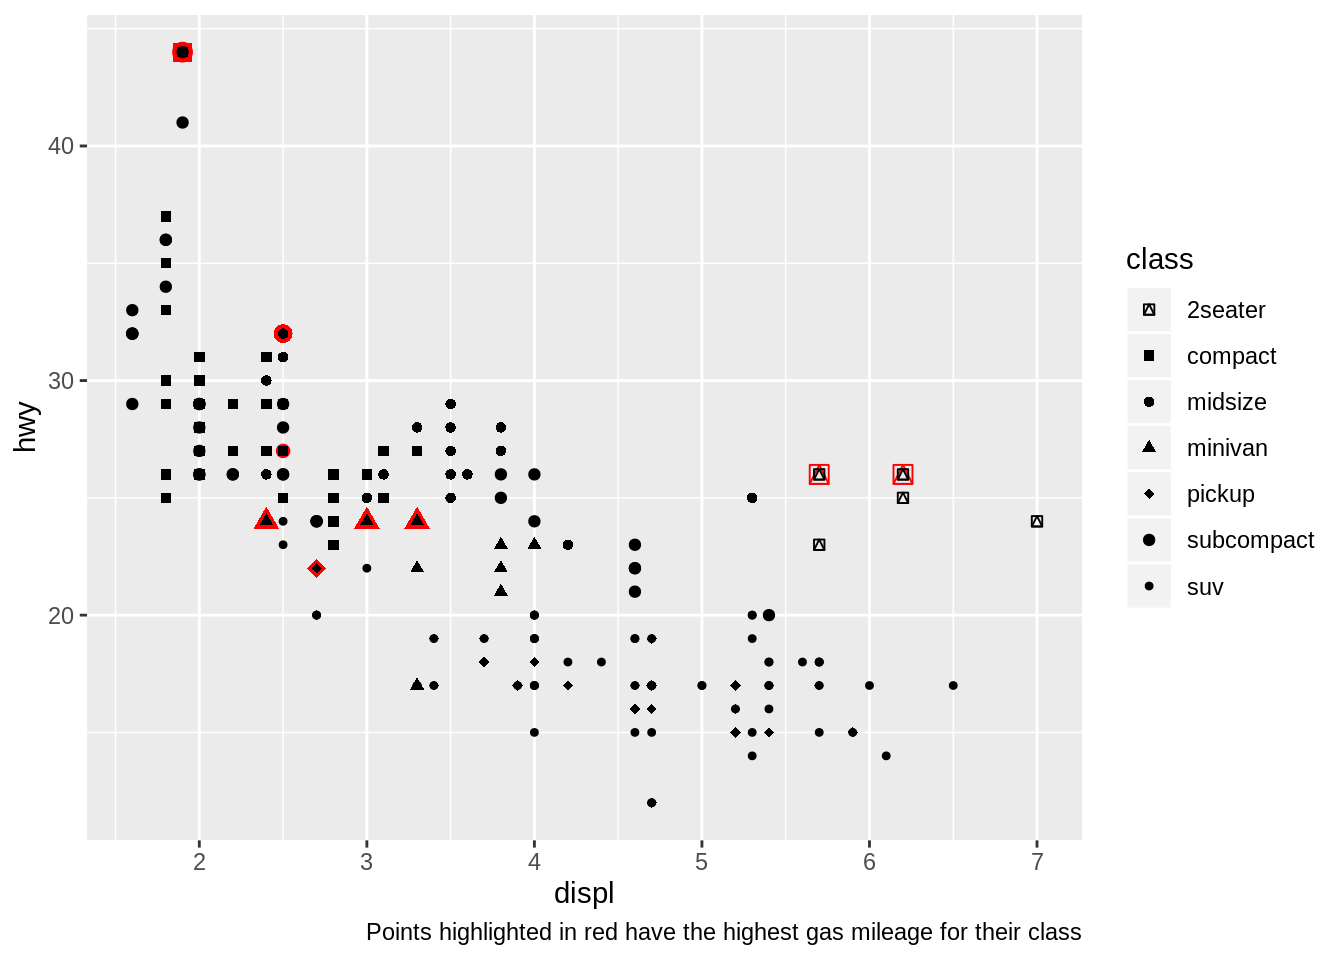 40
30
20
hwy
2
3
4
5
6
7
displ
Points highlighted in red have the highest gas mileage for their class
class
2seater
compact
midsize
minivan
pickup
subcompact
suv